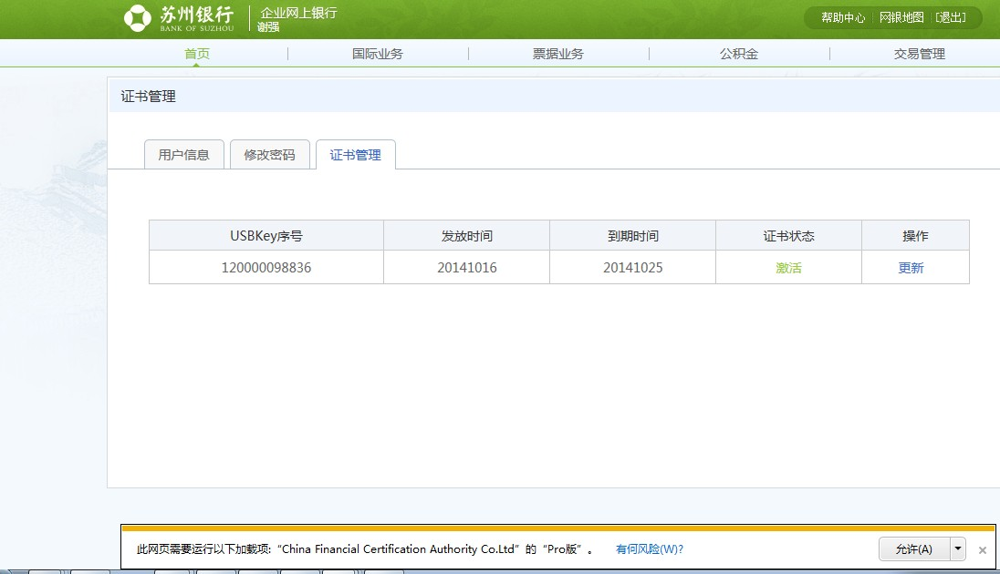 苏州银行
BANK OF SUZHOU
企业网上银行
谢强
帮助中心 网银地图 [退出]
首页 国际业务 票据业务 公积金 交易管理
证书管理
用户信息 修改密码 证书管理
USBKey序号 发放时间 到期时间 证书状态 操作
120000098836 20141016 20141025 激活 更新
此网页需要运行以下加载项:“China Financial Certification Authority Co.Ltd”的“Pro版”。 有何风险(W)? 允许(A)